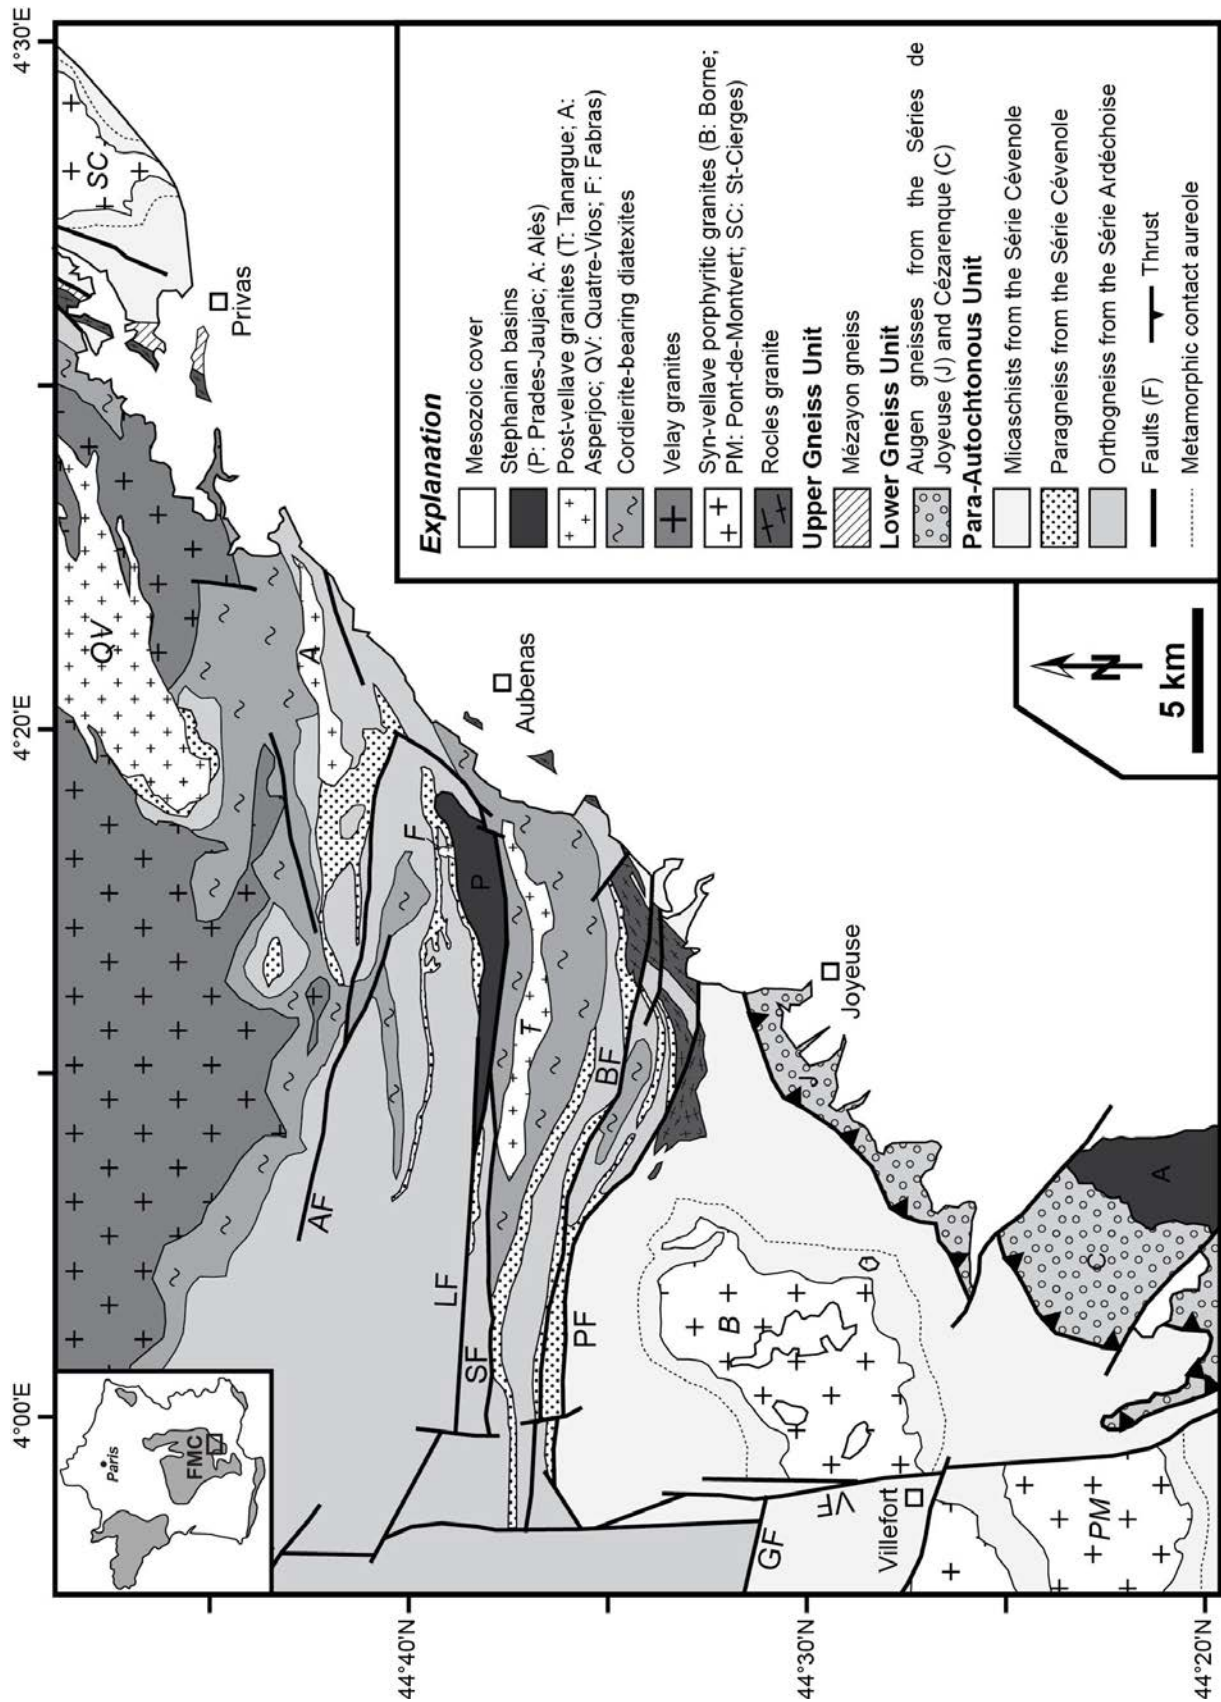 4°00'E
4°20'E
4°30'E
44°40'N
44°30'N
44°20'N
Paris
FMC
SC
Privas
QV
A
Aubenas
F
P
T
AF
LF
SF
BF
PF
B
J
Joyeuse
C
A
GF
VF
Villefort
PM
N
5 km
Explanation
Mesozoic cover
Stephanian basins
(P: Prades-Jaujac; A: Alès)
Post-vellave granites (T: Tanargue; A:
Asperjoc; QV: Quatre-Vios; F: Fabras)
Cordierite-bearing diatexites
Velay granites
Syn-vellave porphyritic granites (B: Borne;
PM: Pont-de-Montvert; SC: St-Cierges)
Rocles granite
Upper Gneiss Unit
Mézayon gneiss
Lower Gneiss Unit
Augen gneisses from the Séries de
Joyeuse (J) and Cézarenque (C)
Para-Autochtonous Unit
Micaschists from the Série Cévenole
Paragneiss from the Série Cévenole
Orthogneiss from the Série Ardéchoise
Faults (F)
Thrust
Metamorphic contact aureole